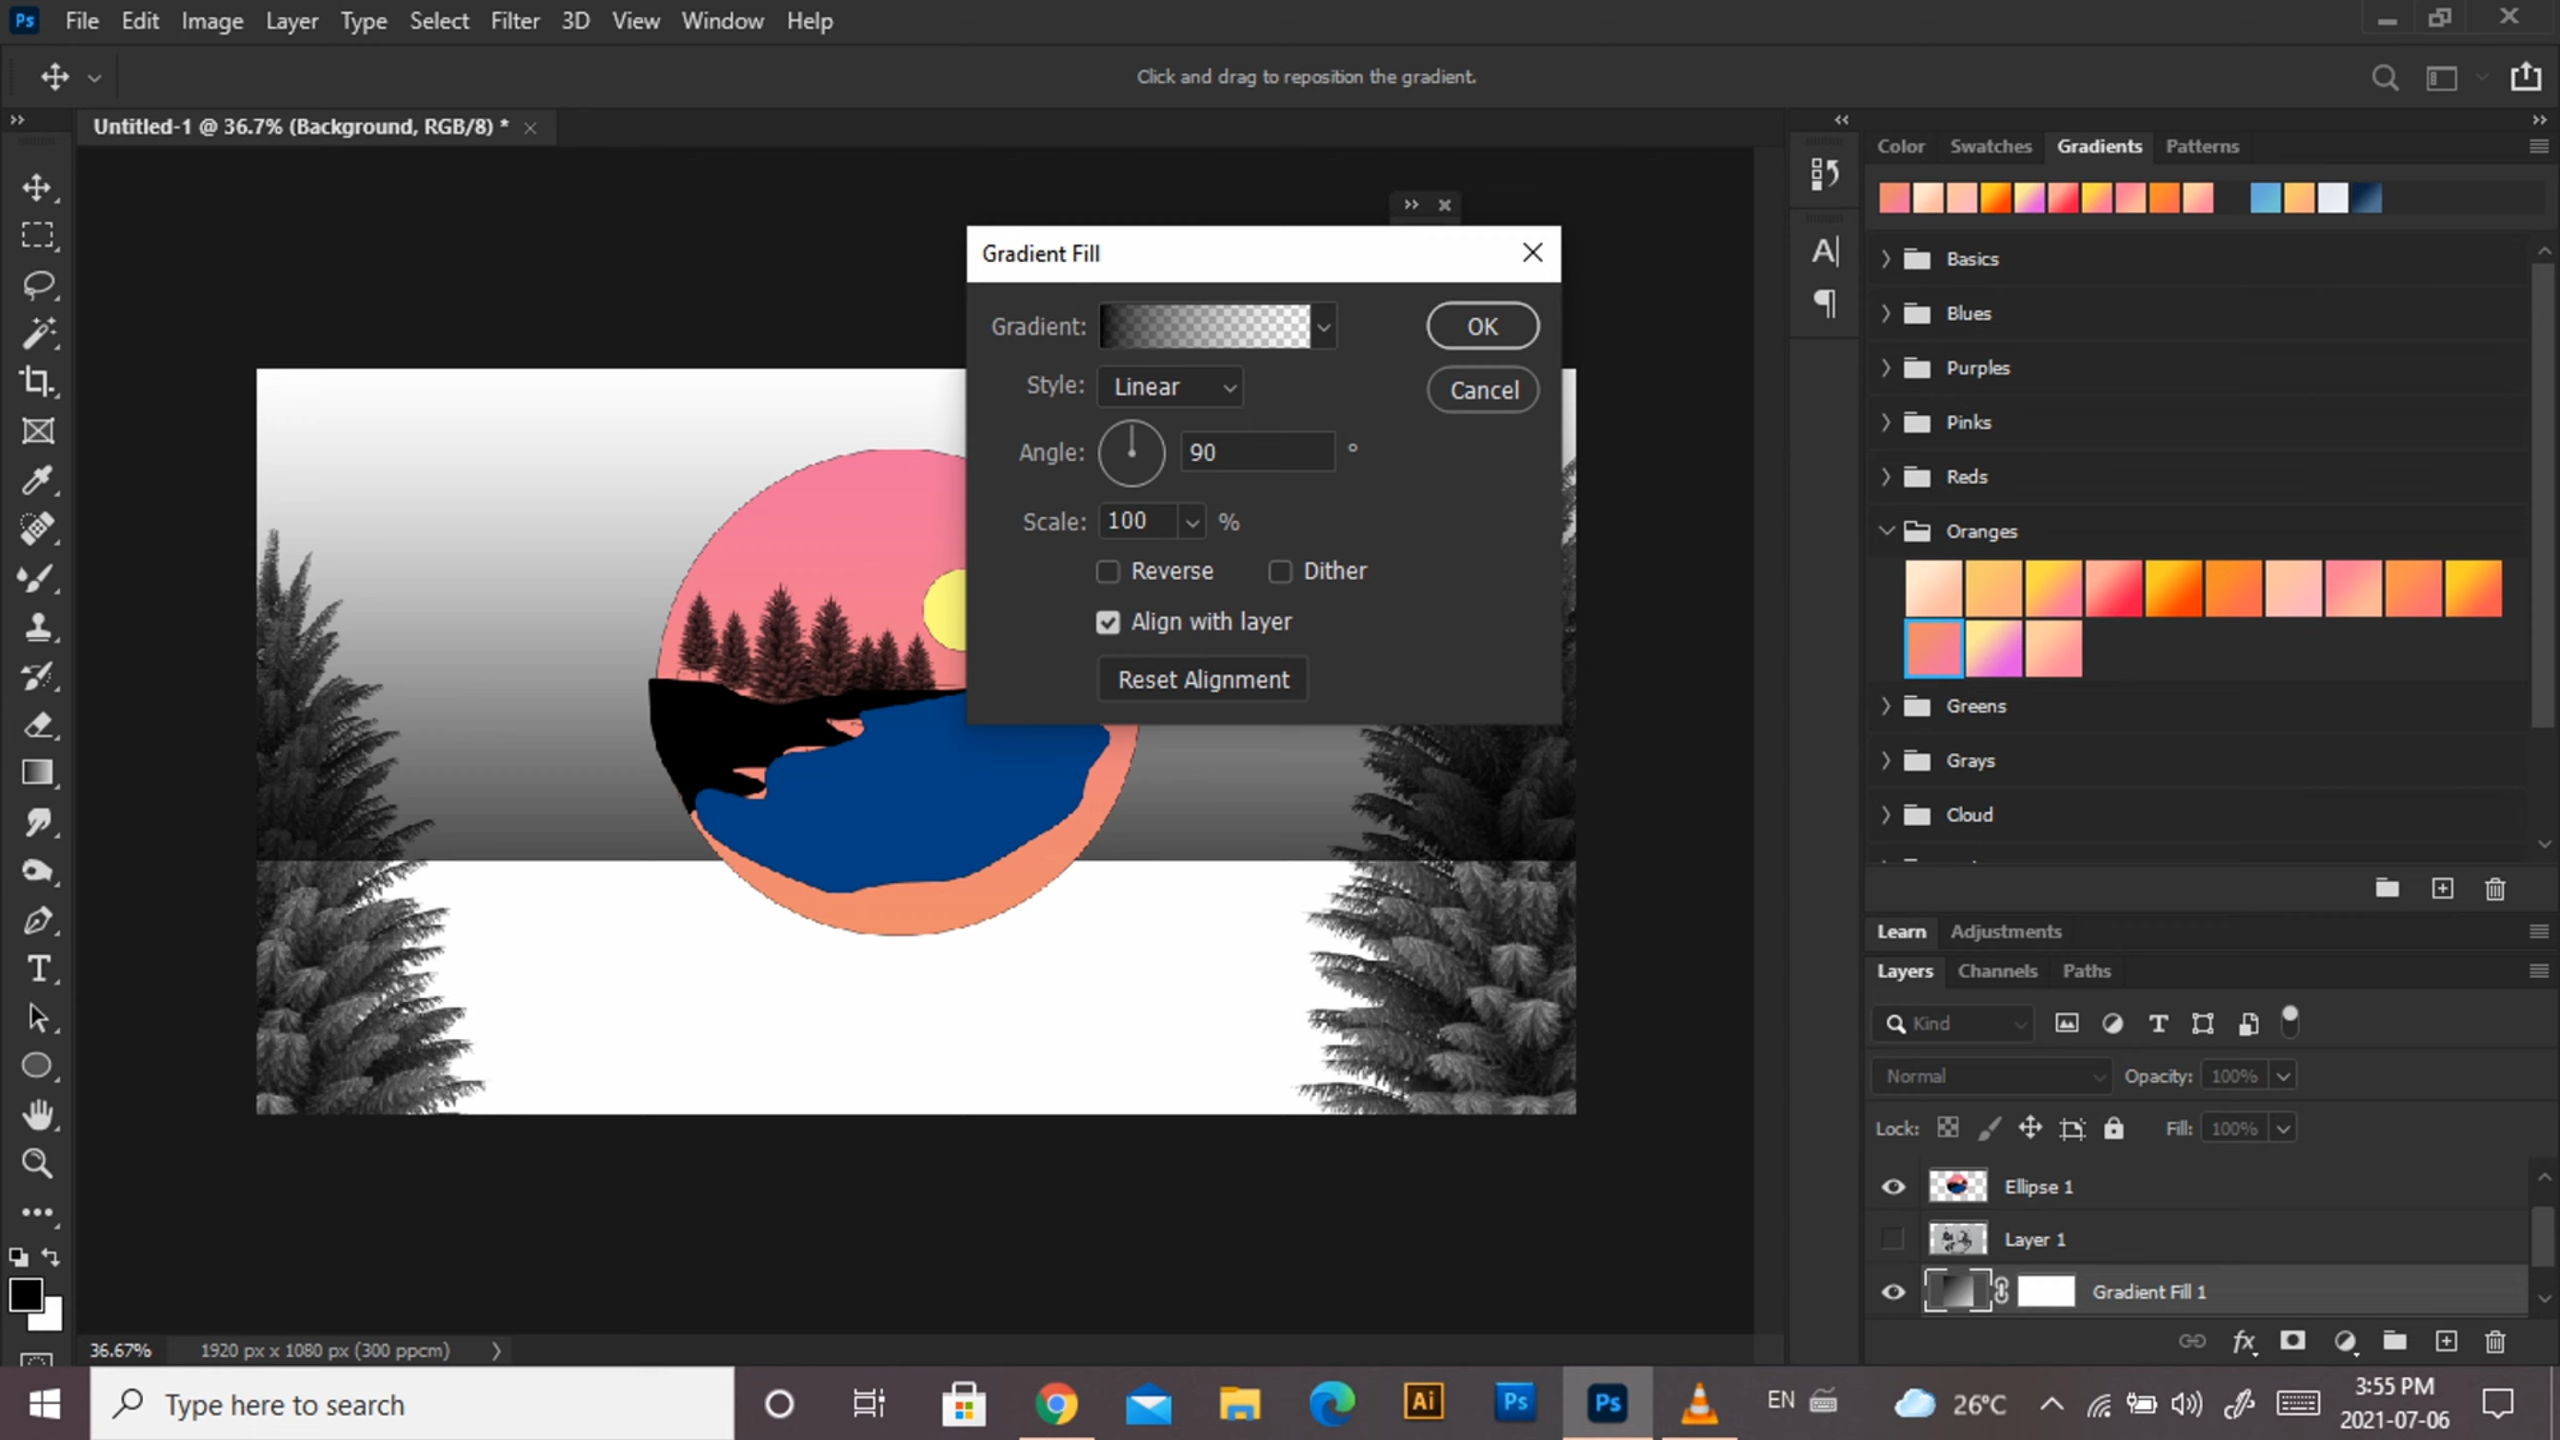 Ps File Edit Image Layer Type Select Filter 3D View Window Help
Click and drag to reposition the gradient.
Untitled-1 @ 36.7% (Background, RGB/8) *
Color Swatches Gradients Patterns
Gradient Fill
Gradient:
OK
Style: Linear
Cancel
Angle: 90 °
Scale: 100 %
Reverse Dither
Align with layer
Reset Alignment
Basics
Blues
Purples
Pinks
Reds
Oranges
Greens
Grays
Cloud
Learn Adjustments
Layers Channels Paths
Kind
Normal Opacity: 100%
Lock: Fill: 100%
Ellipse 1
Layer 1
Gradient Fill 1
36.67% 1920 px x 1080 px (300 ppcm)
Type here to search
Ai Ps Ps
EN
26°C
3:55 PM
2021-07-06